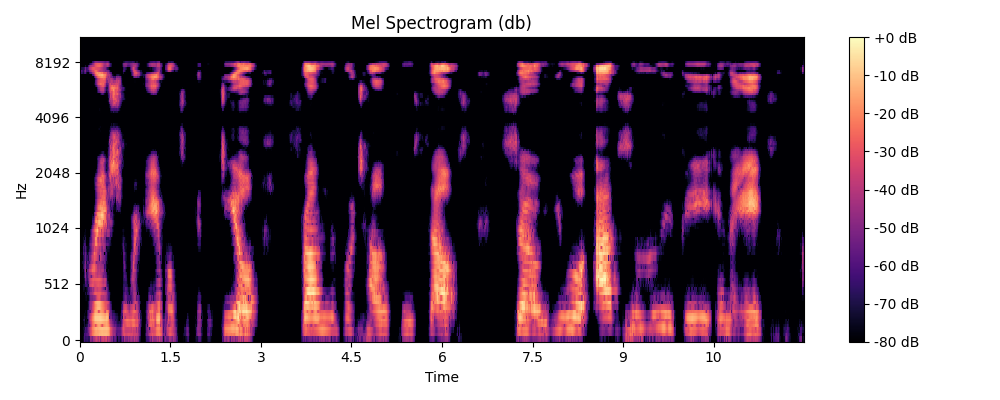 Mel Spectrogram (db)
Hz
8192
4096
2048
1024
512
0
0 1.5 3 4.5 6 7.5 9 10
Time
+0 dB
-10 dB
-20 dB
-30 dB
-40 dB
-50 dB
-60 dB
-70 dB
-80 dB